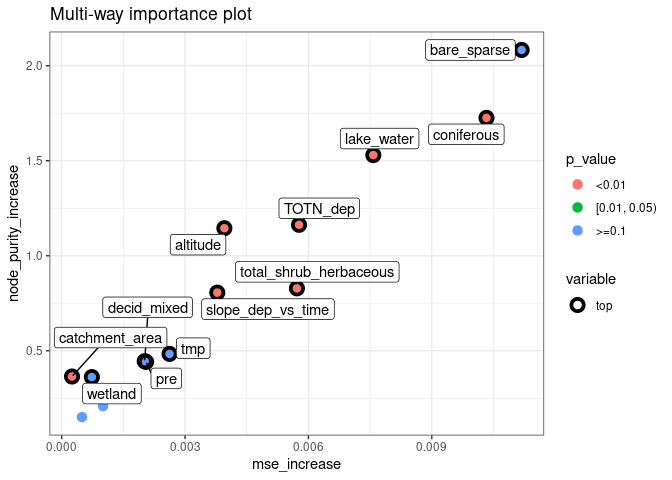 Multi-way importance plot
bare_sparse
2.0
coniferous
lake_water
1.5
TOTN_dep
altitude
1.0
total_shrub_herbaceous
slope_dep_vs_time
decid_mixed
catchment_area
tmp
0.5
pre
wetland
0.000
0.003
0.006
0.009
mse_increase
node_purity_increase
p_value
<0.01
[0.01, 0.05)
>=0.1
variable
top